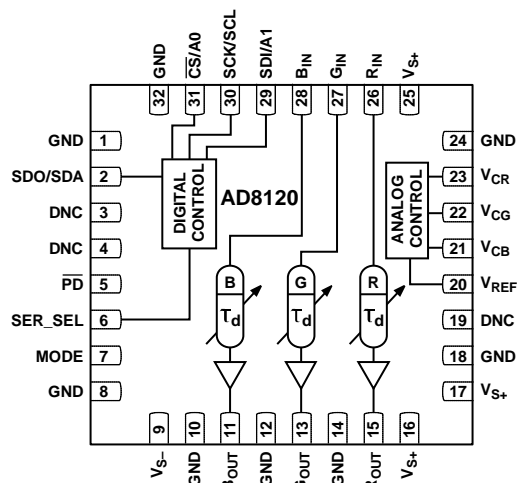 GND
CS/A0
SCK/SCL
SDI/A1
BIN
GIN
RIN
VS+
32
31
30
29
28
27
26
25
GND 1
SDO/SDA 2
DNC 3
DNC 4
PD 5
SER_SEL 6
MODE 7
GND 8
DIGITAL
CONTROL
AD8120
B
τd
G
τd
R
τd
ANALOG
CONTROL
24 GND
23 VCR
22 VCG
21 VCB
20 VREF
19 DNC
18 GND
17 VS+
9
10
11
12
13
14
15
16
VS–
GND
BOUT
GND
GOUT
GND
ROUT
VS+